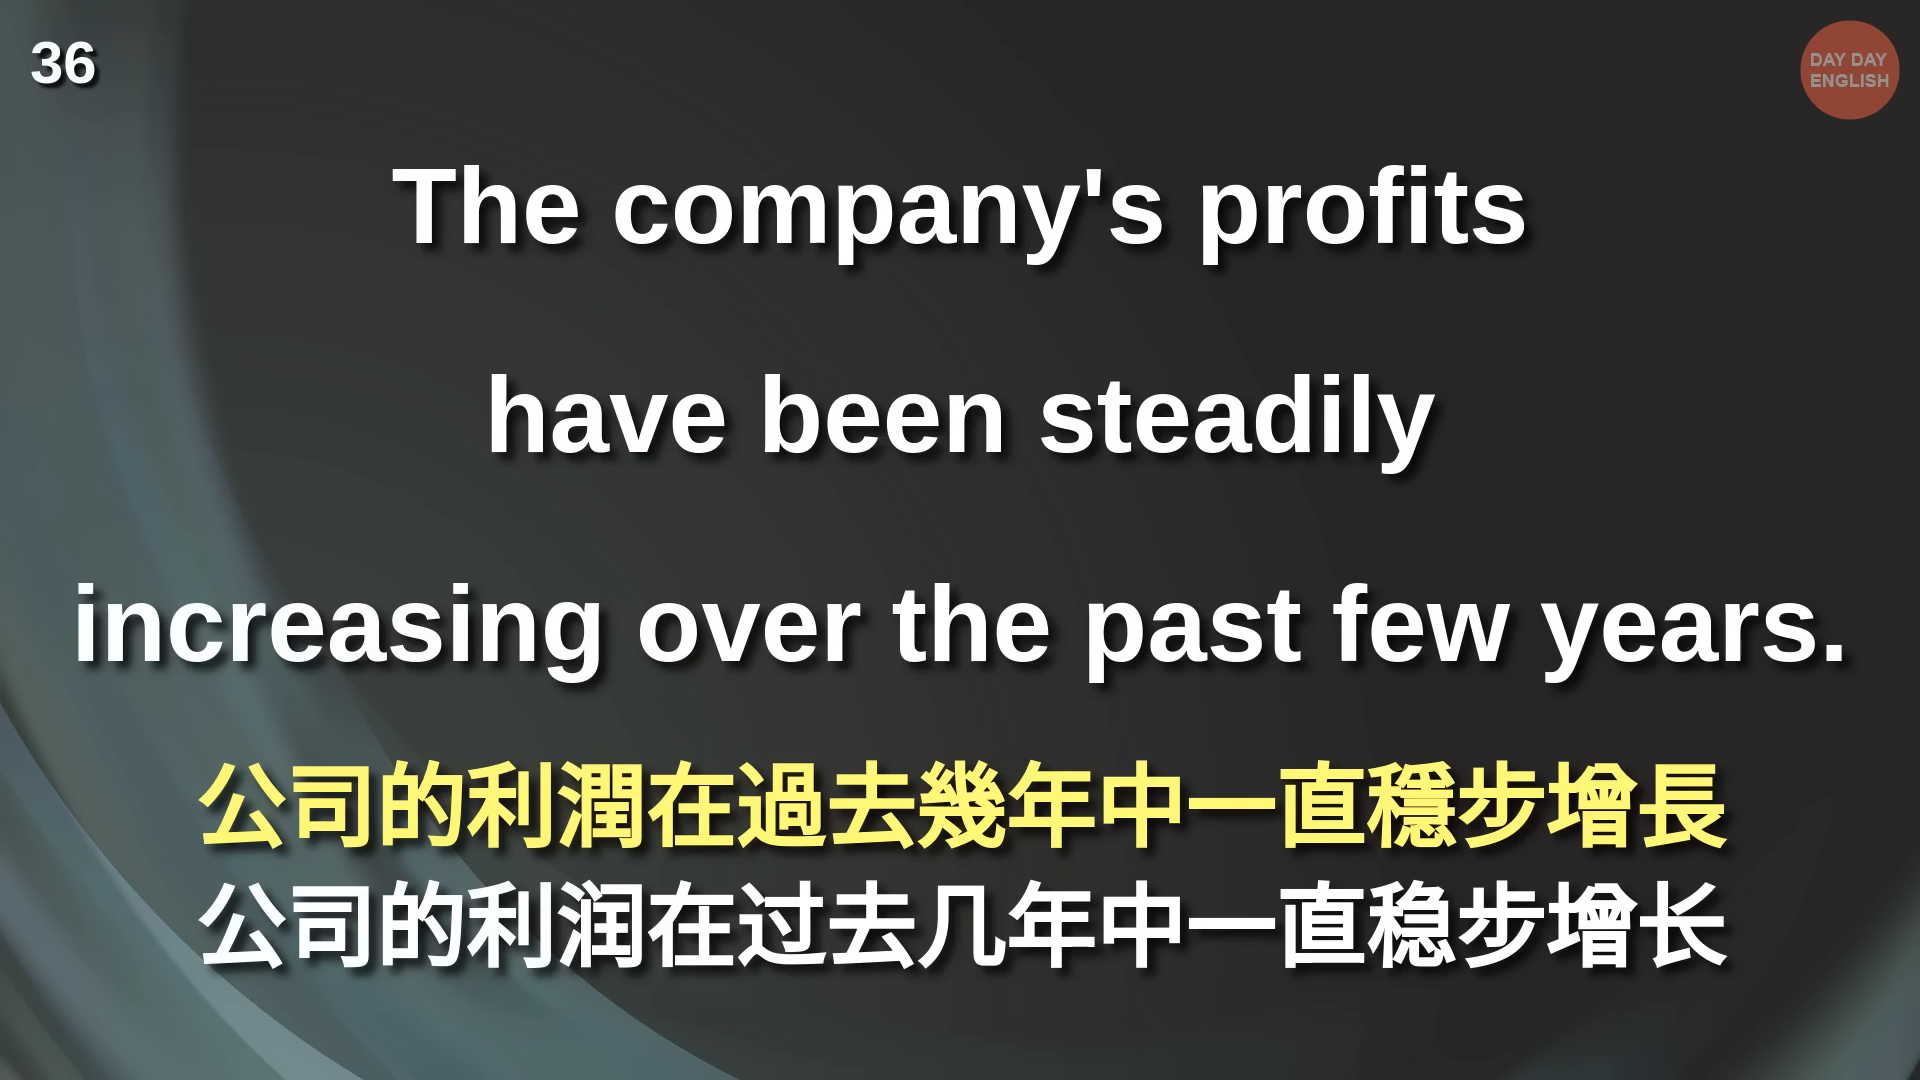 36
DAY DAY
ENGLISH
The company's profits
have been steadily
increasing over the past few years.
公司的利潤在過去幾年中一直穩步增長
公司的利润在过去几年中一直稳步增长